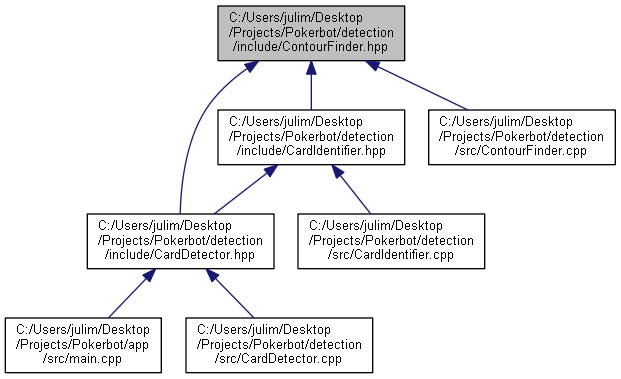 C:/Users/julim/Desktop
/Projects/Pokerbot/detection
/include/ContourFinder.hpp
C:/Users/julim/Desktop
/Projects/Pokerbot/detection
/include/CardIdentifier.hpp
C:/Users/julim/Desktop
/Projects/Pokerbot/detection
/src/ContourFinder.cpp
C:/Users/julim/Desktop
/Projects/Pokerbot/detection
/include/CardDetector.hpp
C:/Users/julim/Desktop
/Projects/Pokerbot/detection
/src/CardIdentifier.cpp
C:/Users/julim/Desktop
/Projects/Pokerbot/app
/src/main.cpp
C:/Users/julim/Desktop
/Projects/Pokerbot/detection
/src/CardDetector.cpp